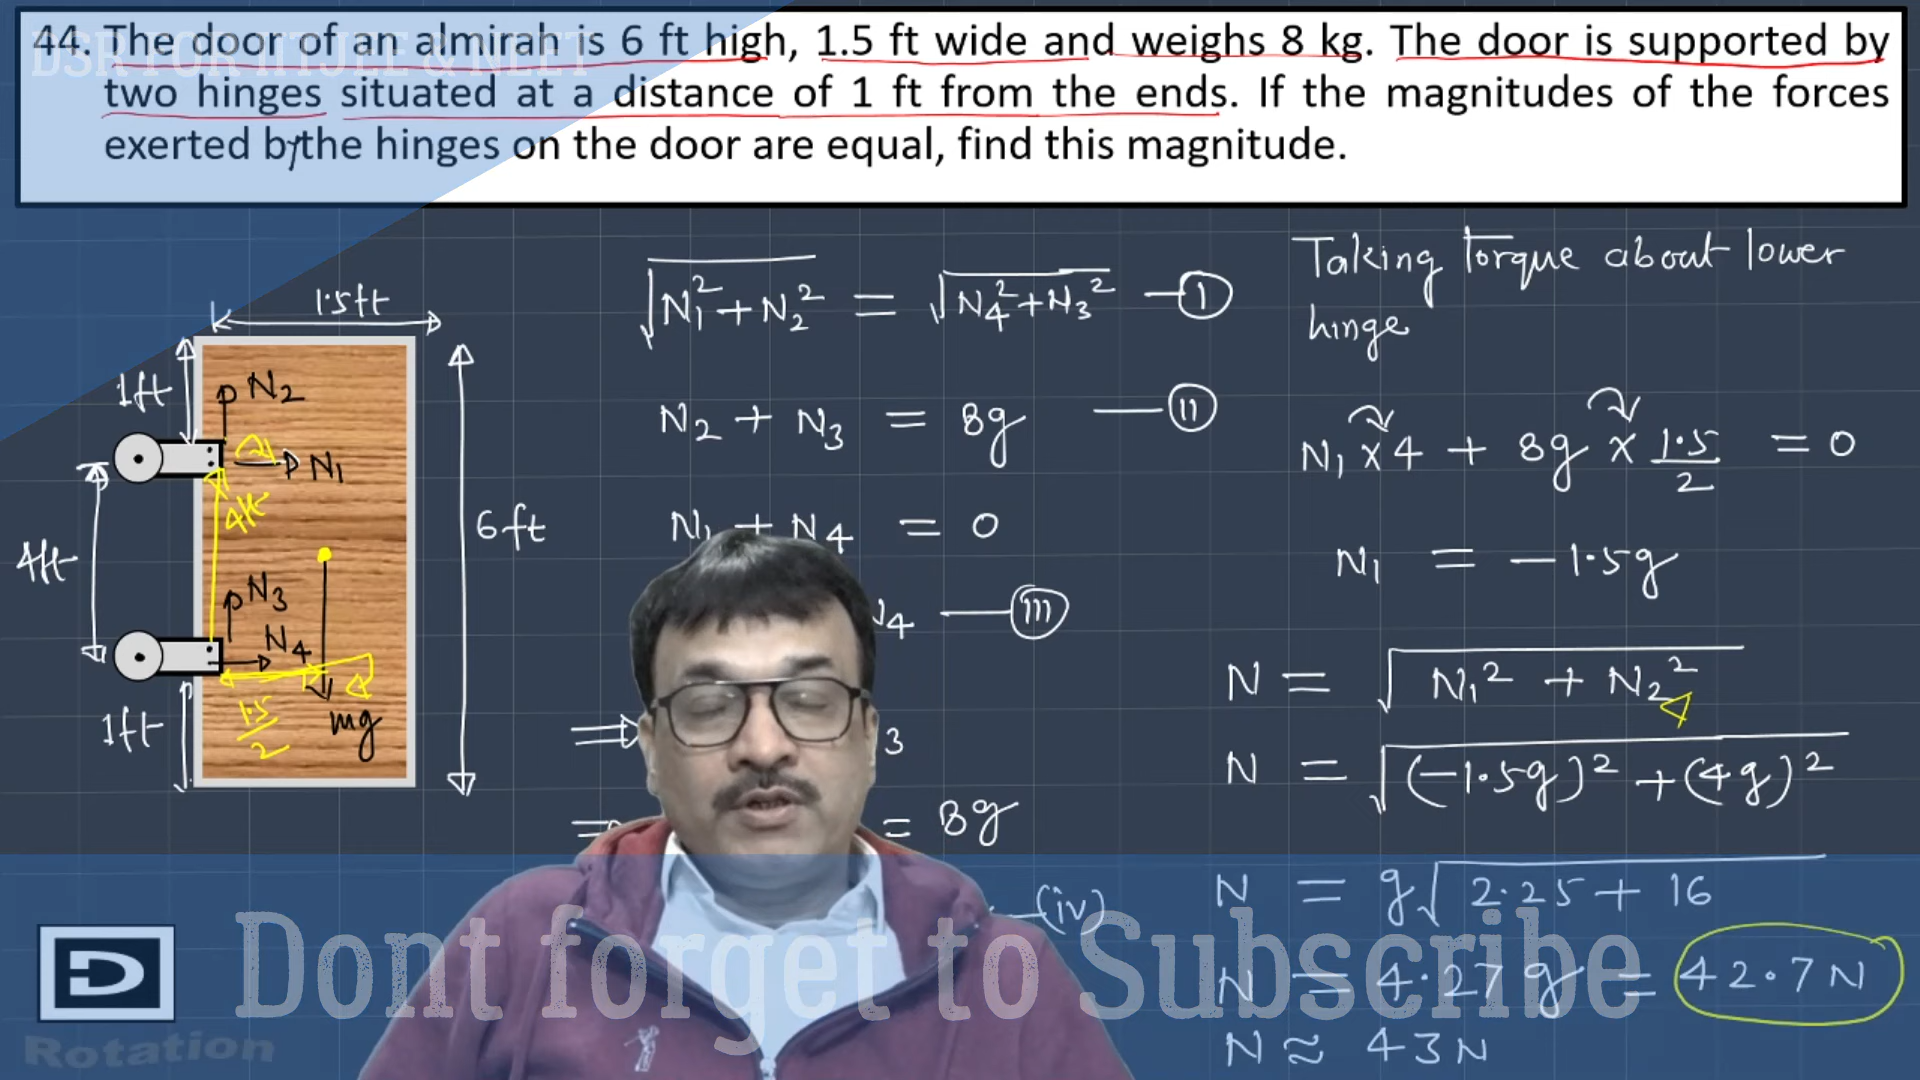 44. The door of an almirah is 6 ft high, 1.5 ft wide and weighs 8 kg. The door is supported by
two hinges situated at a distance of 1 ft from the ends. If the magnitudes of the forces
exerted by the hinges on the door are equal, find this magnitude.
DSR FOR IITJEE & NEET
1.5ft
1ft
N2
N1
4ft
4ft
6ft
N3
N4
1.5/2
mg
1ft
√(N1² + N2²) = √(N4² + N3²) — I
N2 + N3 = 8g — II
N1 + N4 = 0
N4 — III
⇒
3
= 8g
(iv)
Taking Torque about lower
hinge
N1 × 4 + 8g × 1.5/2 = 0
N1 = -1.5g
N = √(N1² + N2²)
N = √((-1.5g)² + (4g)²)
N = g√(2.25 + 16)
N = 4.27g = 42.7N
N ≈ 43N
Dont forget to Subscribe
D
Rotation